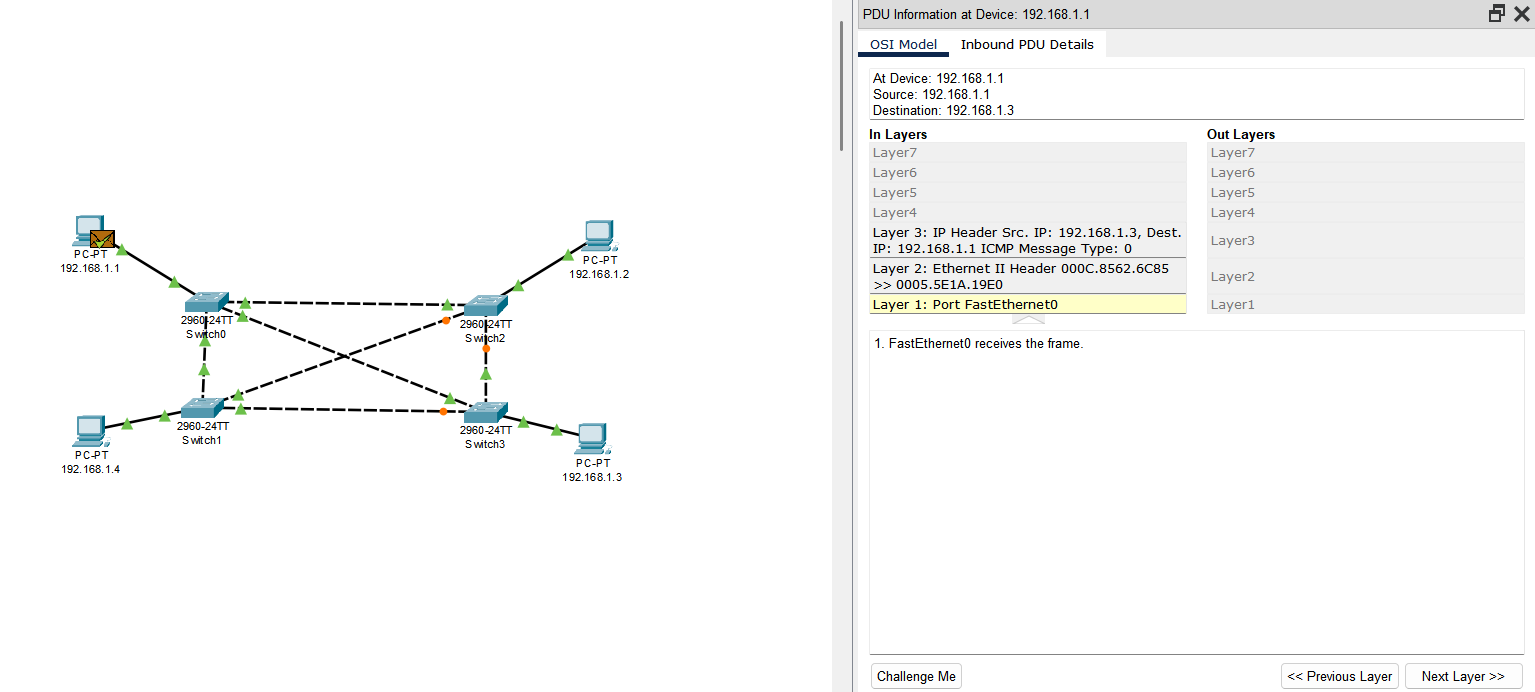 PDU Information at Device: 192.168.1.1
OSI Model
Inbound PDU Details
At Device: 192.168.1.1
Source: 192.168.1.1
Destination: 192.168.1.3
In Layers
Layer7
Layer6
Layer5
Layer4
Layer 3: IP Header Src. IP: 192.168.1.3, Dest.
IP: 192.168.1.1 ICMP Message Type: 0
Layer 2: Ethernet II Header 000C.8562.6C85
>> 0005.5E1A.19E0
Layer 1: Port FastEthernet0
Out Layers
Layer7
Layer6
Layer5
Layer4
Layer3
Layer2
Layer1
1. FastEthernet0 receives the frame.
Challenge Me
<< Previous Layer
Next Layer >>
PC-PT
192.168.1.1
PC-PT
192.168.1.2
2960-24TT
Switch0
2960-24TT
Switch2
2960-24TT
Switch1
2960-24TT
Switch3
PC-PT
192.168.1.4
PC-PT
192.168.1.3